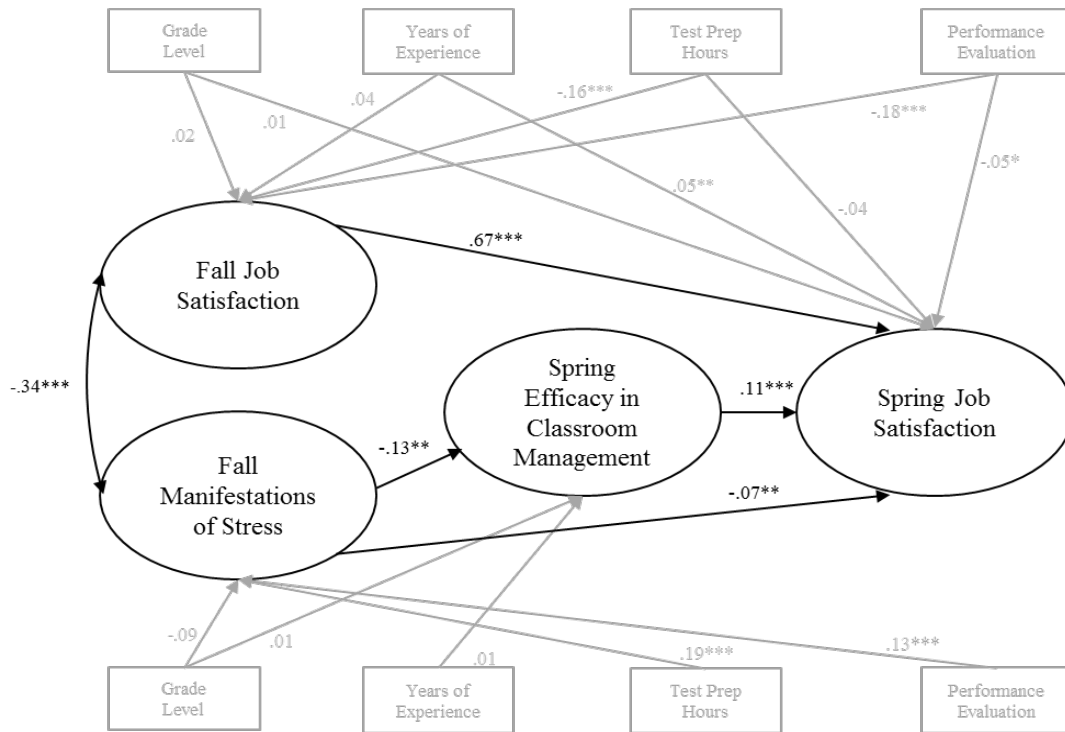 Grade
Level
Years of
Experience
Test Prep
Hours
Performance
Evaluation
.02
.04
.01
-.16***
-.18***
.05**
-.04
-.05*
.67***
Fall Job
Satisfaction
-.34***
Spring
Efficacy in
Classroom
Management
.11***
Spring Job
Satisfaction
-.13**
Fall
Manifestations
of Stress
-.07**
-.09
.01
.01
.19***
.13***
Grade
Level
Years of
Experience
Test Prep
Hours
Performance
Evaluation